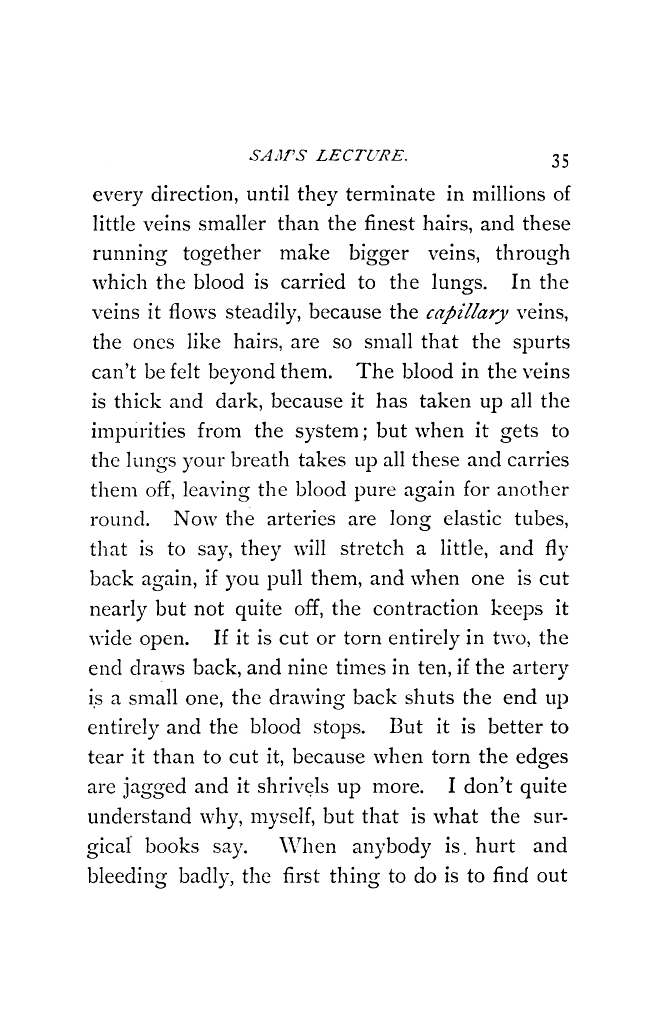 SAM'S LECTURE. 35
every direction, until they terminate in millions of
little veins smaller than the finest hairs, and these
running together make bigger veins, through
which the blood is carried to the lungs. In the
veins it flows steadily, because the capillary veins,
the ones like hairs, are so small that the spurts
can't be felt beyond them. The blood in the veins
is thick and dark, because it has taken up all the
impurities from the system; but when it gets to
the lungs your breath takes up all these and carries
them off, leaving the blood pure again for another
round. Now the arteries are long elastic tubes,
that is to say, they will stretch a little, and fly
back again, if you pull them, and when one is cut
nearly but not quite off, the contraction keeps it
wide open. If it is cut or torn entirely in two, the
end draws back, and nine times in ten, if the artery
is a small one, the drawing back shuts the end up
entirely and the blood stops. But it is better to
tear it than to cut it, because when torn the edges
are jagged and it shrivels up more. I don't quite
understand why, myself, but that is what the sur-
gical books say. When anybody is hurt and
bleeding badly, the first thing to do is to find out